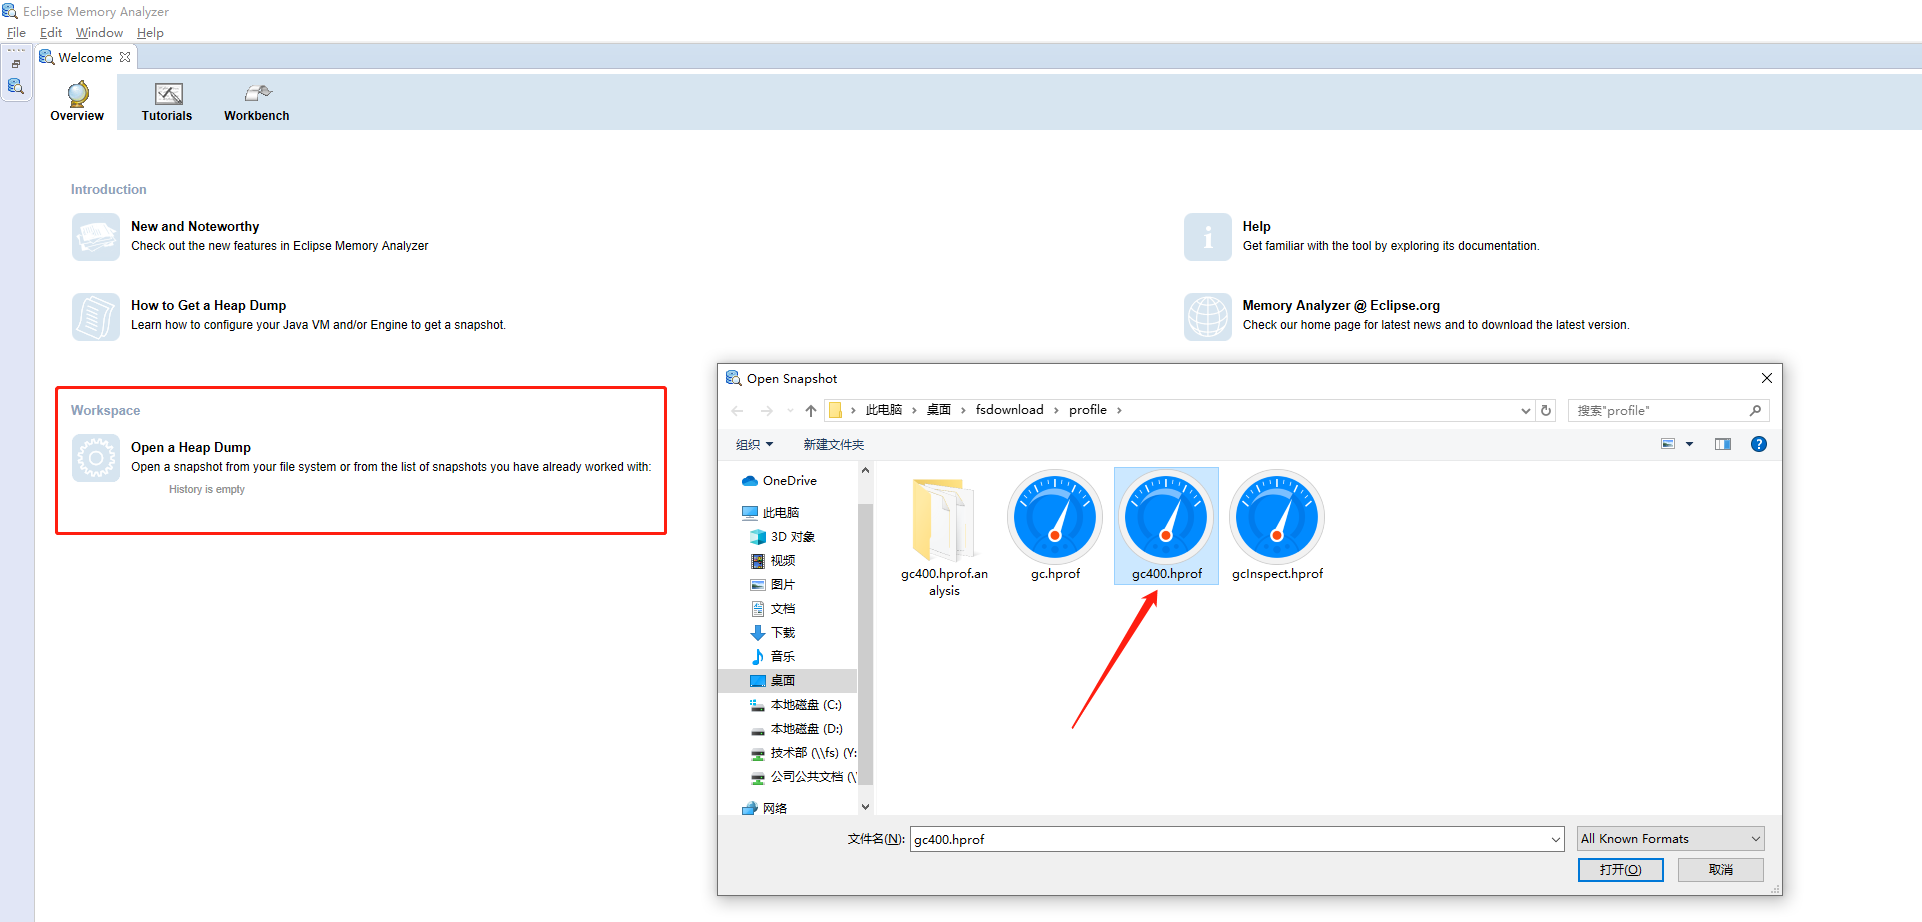 Eclipse Memory Analyzer
File Edit Window Help
Welcome
Overview Tutorials Workbench
Introduction
New and Noteworthy
Check out the new features in Eclipse Memory Analyzer
Help
Get familiar with the tool by exploring its documentation.
How to Get a Heap Dump
Learn how to configure your Java VM and/or Engine to get a snapshot.
Memory Analyzer @ Eclipse.org
Check our home page for latest news and to download the latest version.
Workspace
Open a Heap Dump
Open a snapshot from your file system or from the list of snapshots you have already worked with:
History is empty
Open Snapshot
此电脑 › 桌面 › fsdownload › profile ›
搜索"profile"
组织
新建文件夹
OneDrive
此电脑
3D 对象
视频
图片
文档
下载
音乐
桌面
本地磁盘 (C:)
本地磁盘 (D:)
技术部 (\\fs) (Y:
公司公共文档 (\\
网络
gc400.hprof.an
alysis
gc.hprof
gc400.hprof
gcInspect.hprof
文件名(N):
gc400.hprof
All Known Formats
打开(O)
取消